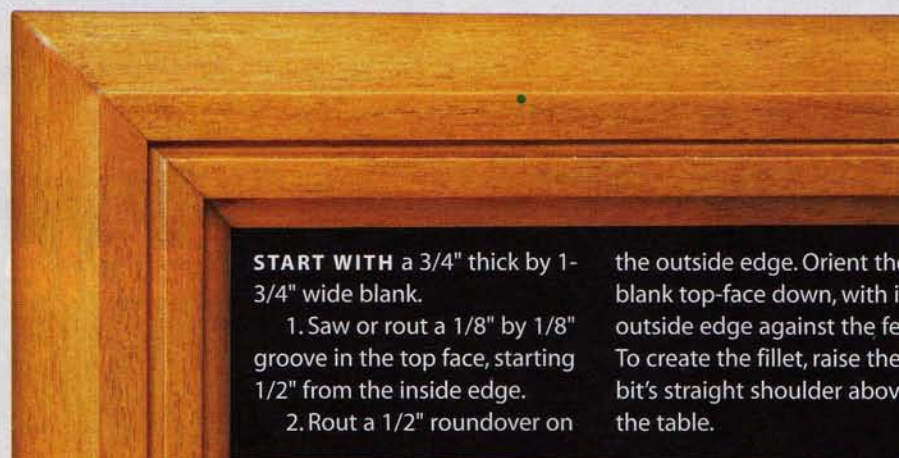 START WITH a 3/4" thick by 1-
3/4" wide blank.
1. Saw or rout a 1/8" by 1/8"
groove in the top face, starting
1/2" from the inside edge.
2. Rout a 1/2" roundover on
the outside edge. Orient the
blank top-face down, with
outside edge against the
To create the fillet, raise the
bit's straight shoulder
the table.